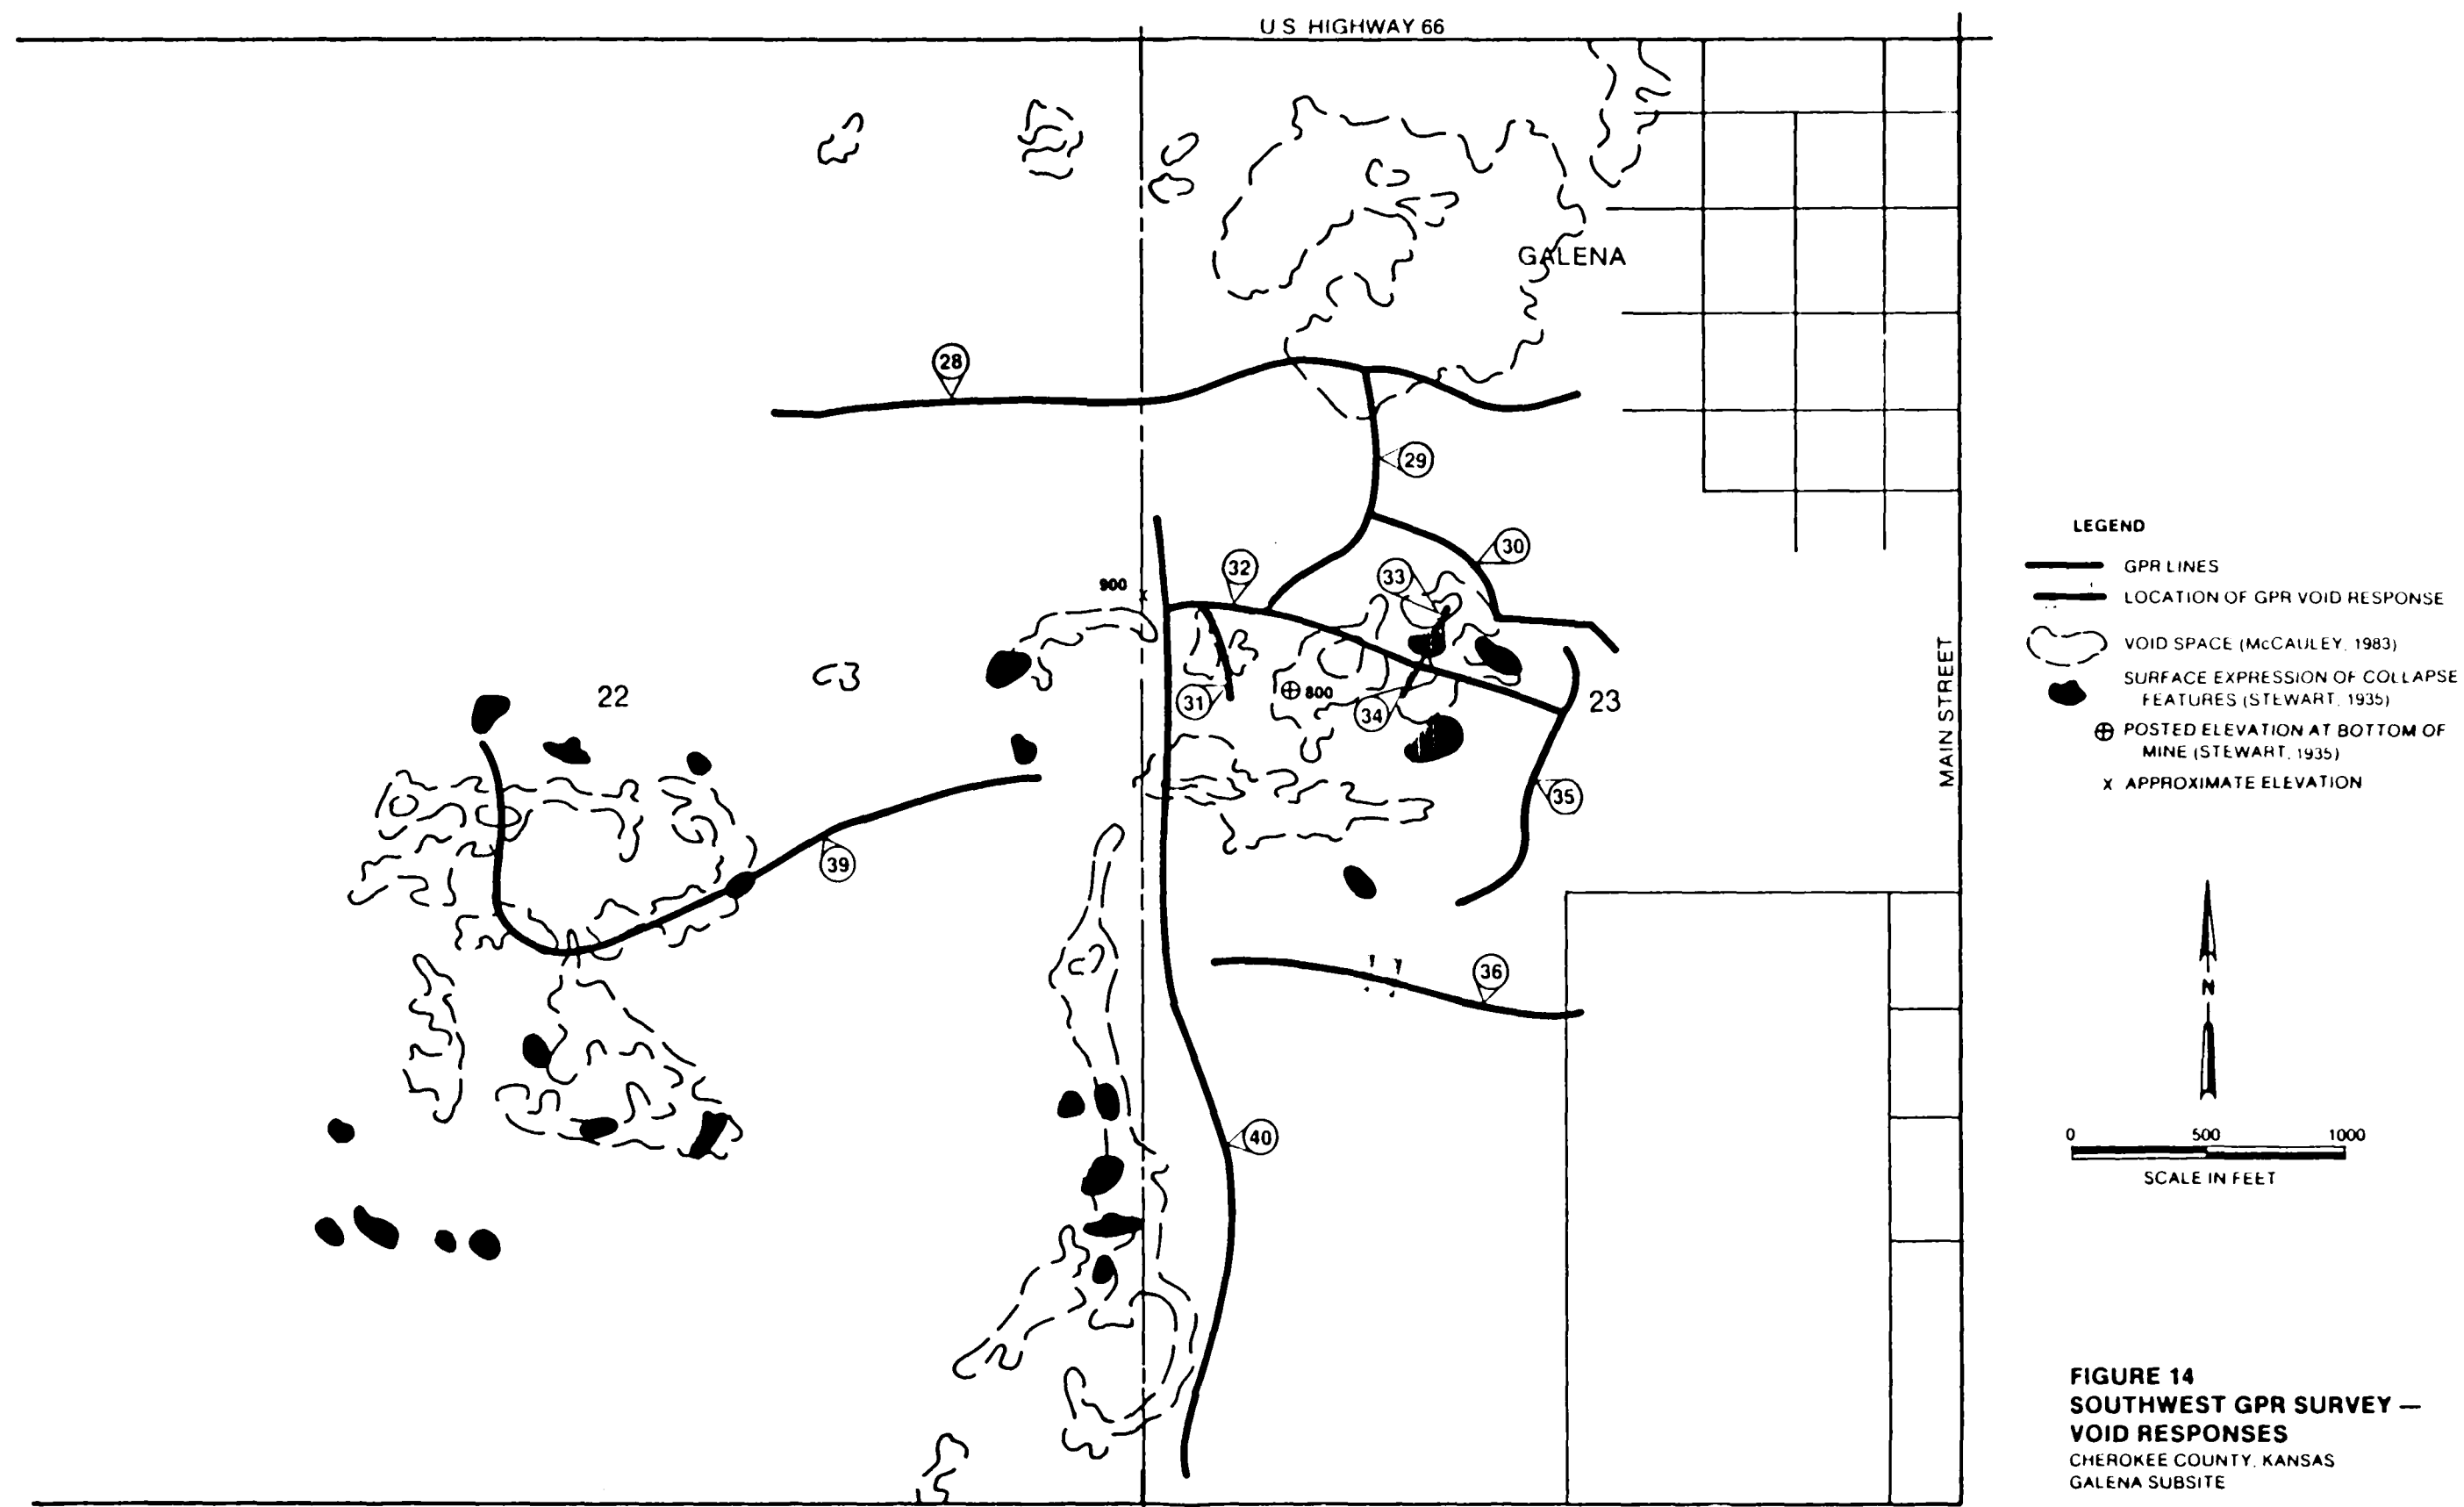 U S HIGHWAY 66
GALENA
28
29
30
32
33
900
22
31
800
34
23
35
39
36
40
MAIN STREET
LEGEND
GPR LINES
LOCATION OF GPR VOID RESPONSE
VOID SPACE (McCAULEY, 1983)
SURFACE EXPRESSION OF COLLAPSE
FEATURES (STEWART, 1935)
POSTED ELEVATION AT BOTTOM OF
MINE (STEWART, 1935)
X APPROXIMATE ELEVATION
N
0 500 1000
SCALE IN FEET
FIGURE 14
SOUTHWEST GPR SURVEY —
VOID RESPONSES
CHEROKEE COUNTY, KANSAS
GALENA SUBSITE